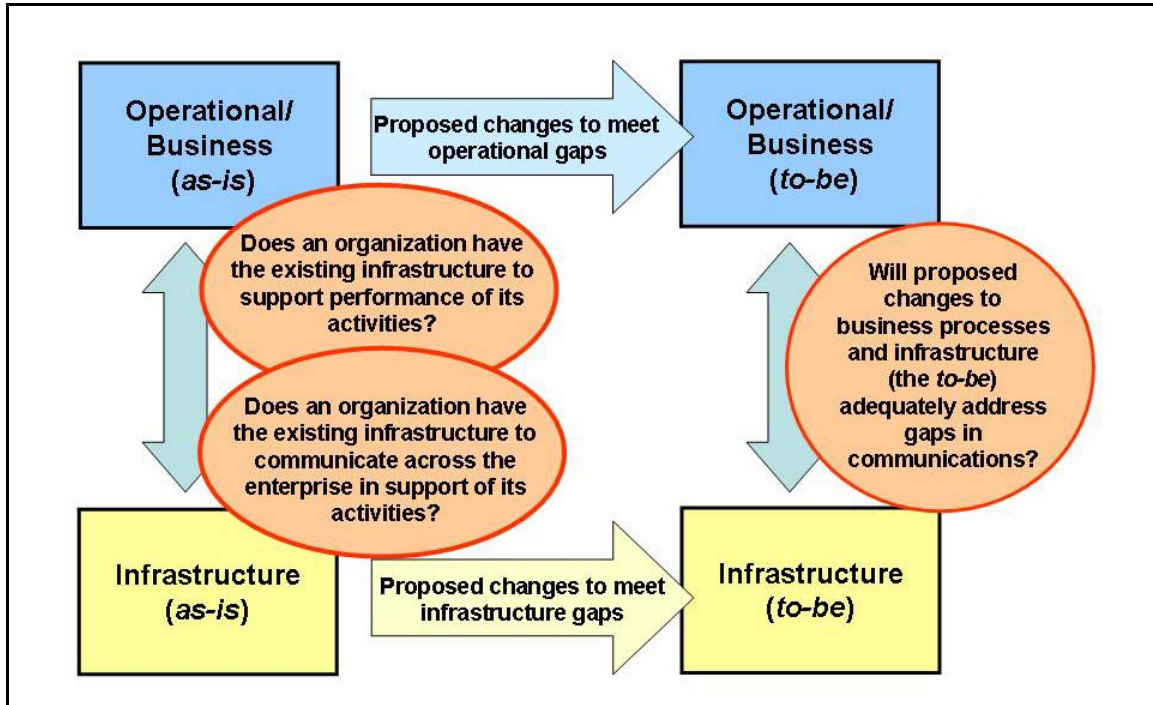 Operational/
Business
(as-is)
Proposed changes to meet
operational gaps
Operational/
Business
(to-be)
Does an organization have
the existing infrastructure to
support performance of its
activities?
Does an organization have
the existing infrastructure to
communicate across the
enterprise in support of its
activities?
Will proposed
changes to
business processes
and infrastructure
(the to-be)
adequately address
gaps in
communications?
Infrastructure
(as-is)
Proposed changes to meet
infrastructure gaps
Infrastructure
(to-be)